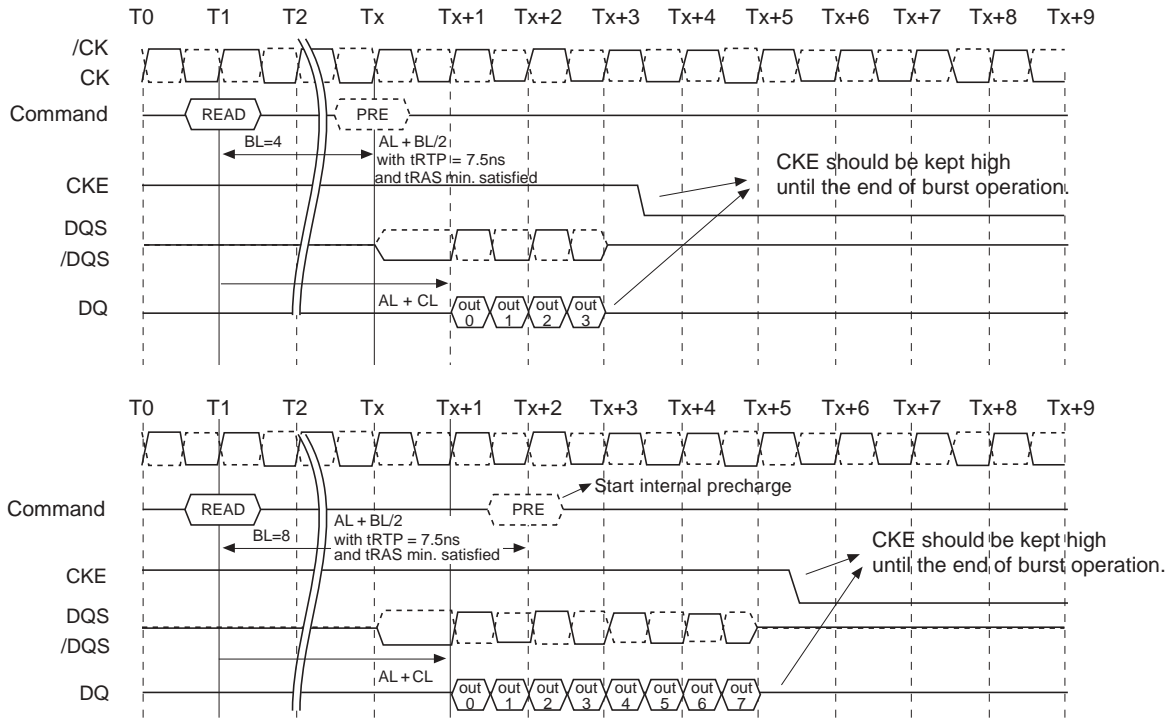 T0 T1 T2 Tx Tx+1 Tx+2 Tx+3 Tx+4 Tx+5 Tx+6 Tx+7 Tx+8 Tx+9
/CK
CK
Command READ PRE
BL=4 AL + BL/2
with tRTP = 7.5ns
and tRAS min. satisfied
CKE should be kept high
until the end of burst operation.
CKE
DQS
/DQS
AL + CL
DQ out 0 out 1 out 2 out 3
T0 T1 T2 Tx Tx+1 Tx+2 Tx+3 Tx+4 Tx+5 Tx+6 Tx+7 Tx+8 Tx+9
Start internal precharge
Command READ PRE
BL=8 AL + BL/2
with tRTP = 7.5ns
and tRAS min. satisfied
CKE should be kept high
until the end of burst operation.
CKE
DQS
/DQS
AL+CL
DQ out 0 out 1 out 2 out 3 out 4 out 5 out 6 out 7